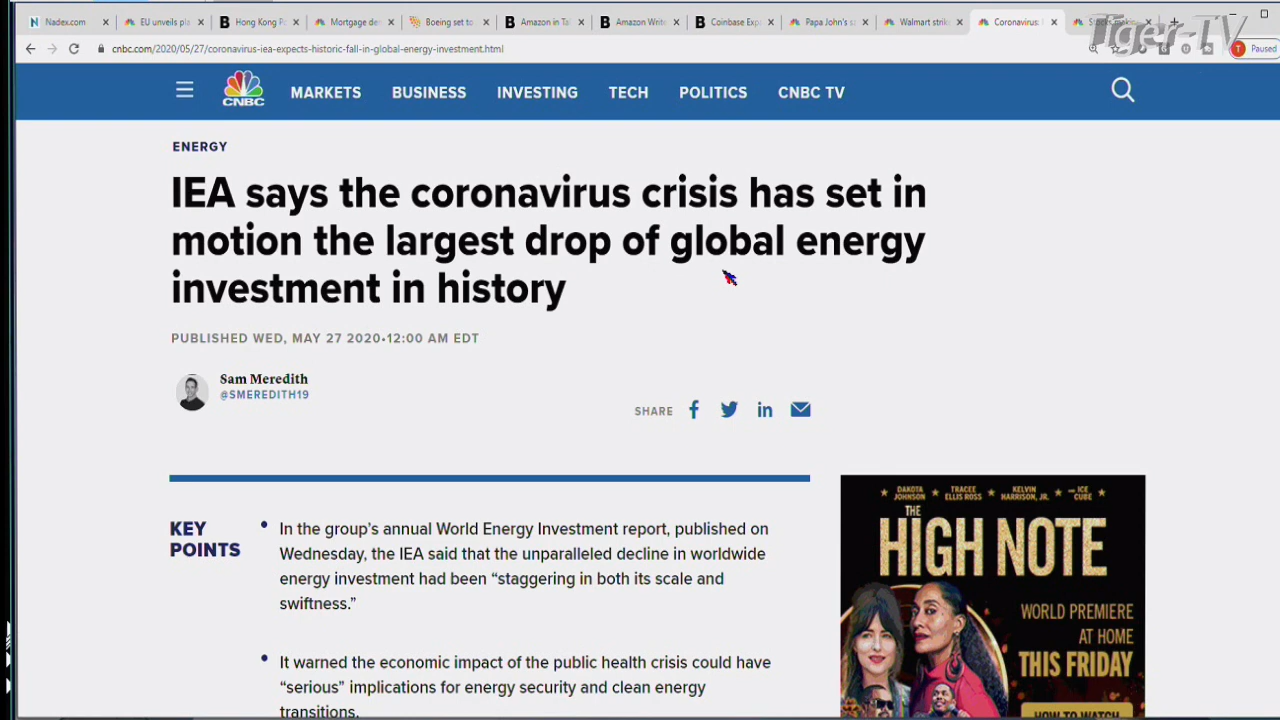 Nadex.com
EU unveils pla
Hong Kong Po
Mortgage de
Boeing set to
Amazon in Tal
Amazon Write
Coinbase Exp
Papa John's s
Walmart strik
Coronavirus:
Tiger-TV
cnbc.com/2020/05/27/coronavirus-iea-expects-historic-fall-in-global-energy-investment.html
T
Paused
CNBC
MARKETS
BUSINESS
INVESTING
TECH
POLITICS
CNBC TV
ENERGY
IEA says the coronavirus crisis has set in
motion the largest drop of global energy
investment in history
PUBLISHED WED, MAY 27 2020•12:00 AM EDT
Sam Meredith
@SMEREDITH19
SHARE
KEY
POINTS
In the group's annual World Energy Investment report, published on
Wednesday, the IEA said that the unparalleled decline in worldwide
energy investment had been “staggering in both its scale and
swiftness.”
It warned the economic impact of the public health crisis could have
“serious” implications for energy security and clean energy
transitions.
DAKOTA JOHNSON ★ TRACEE ELLIS ROSS ★ KELVIN HARRISON, JR. ★ AND ICE CUBE
THE
HIGH NOTE
WORLD PREMIERE
AT HOME
THIS FRIDAY
HOW TO WATCH